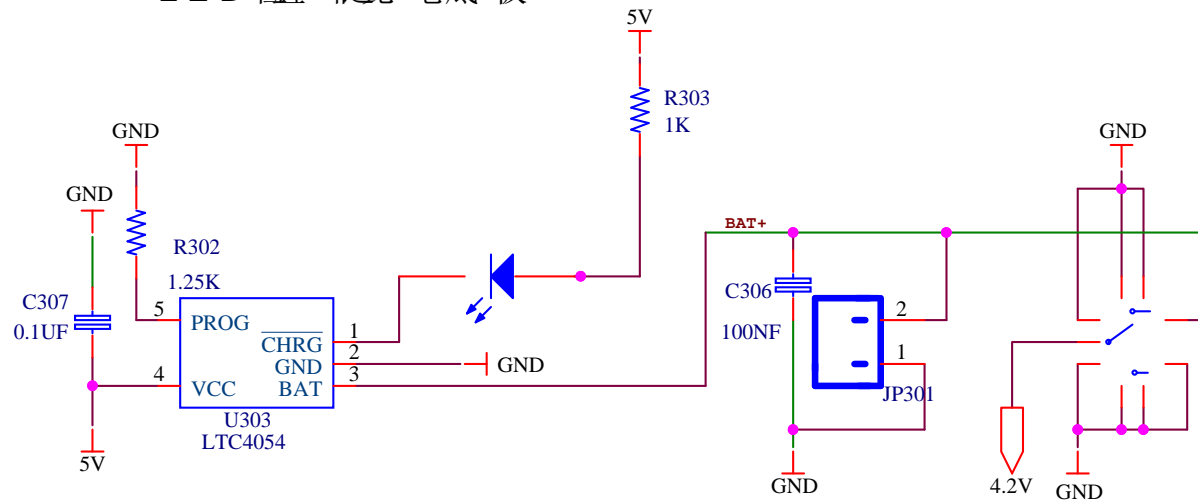 5V
R303
1K
GND
GND
GND
R302
1.25K
BAT+
C307
0.1UF
C306
100NF
5
PROG
CHRG
1
GND
2
GND
4
VCC
BAT
3
2
1
JP301
U303
LTC4054
5V
GND
4.2V
GND